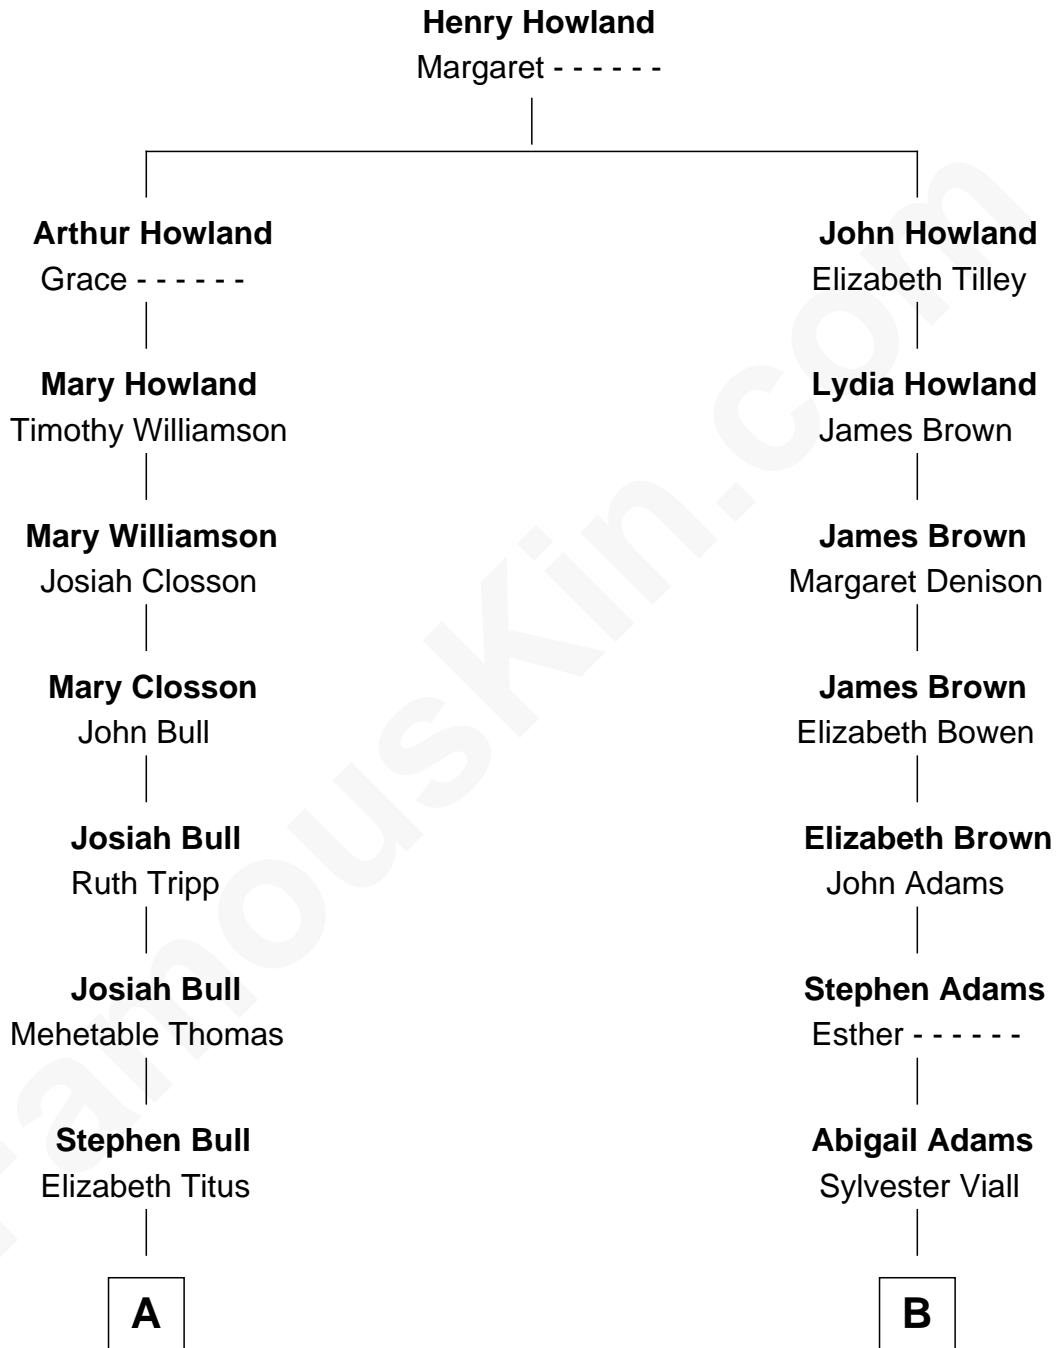 Henry Howland
Margaret - - - - - -
Arthur Howland
Grace - - - - - -
John Howland
Elizabeth Tilley
Mary Howland
Timothy Williamson
Lydia Howland
James Brown
Mary Williamson
Josiah Closson
James Brown
Margaret Denison
Mary Closson
John Bull
James Brown
Elizabeth Bowen
Josiah Bull
Ruth Tripp
Elizabeth Brown
John Adams
Josiah Bull
Mehetable Thomas
Stephen Adams
Esther - - - - - -
Stephen Bull
Elizabeth Titus
Abigail Adams
Sylvester Viall
A
B
FamousKin.com